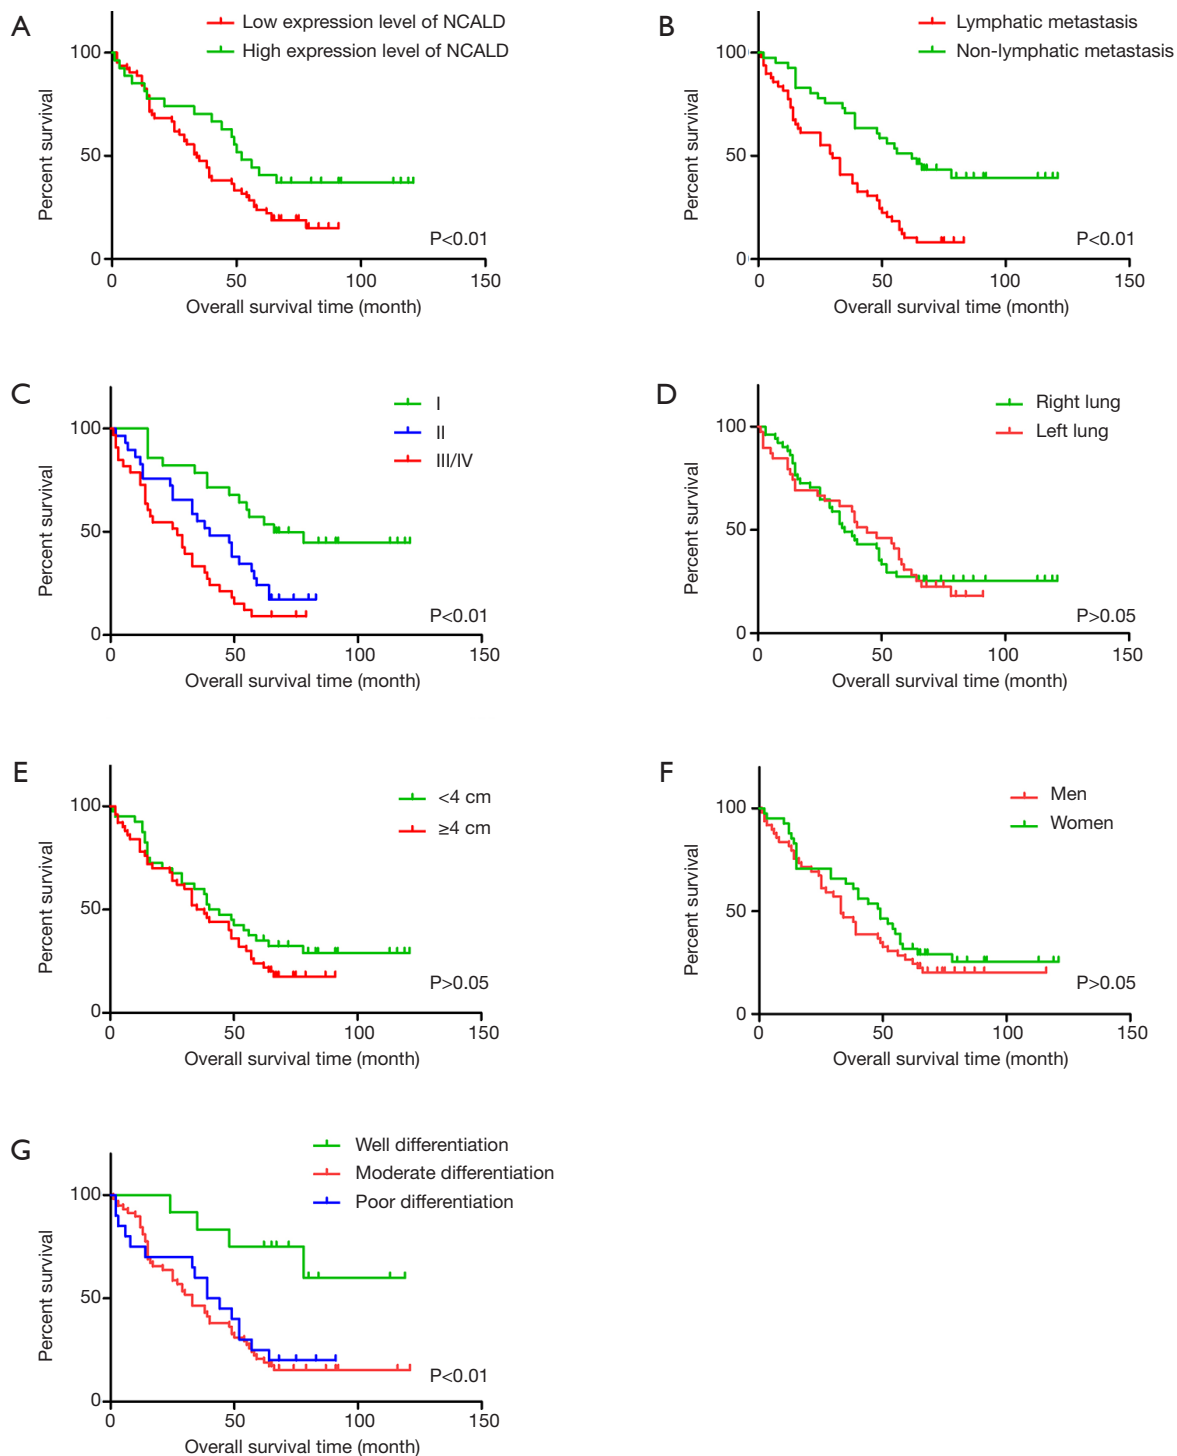 A
Low expression level of NCALD
High expression level of NCALD
100
50
0
Percent survival
P<0.01
0 50 100 150
Overall survival time (month)
B
Lymphatic metastasis
Non-lymphatic metastasis
100
50
0
Percent survival
P<0.01
0 50 100 150
Overall survival time (month)
C
I
II
III/IV
100
50
0
Percent survival
P<0.01
0 50 100 150
Overall survival time (month)
D
Right lung
Left lung
100
50
0
Percent survival
P>0.05
0 50 100 150
Overall survival time (month)
E
<4 cm
≥4 cm
100
50
0
Percent survival
P>0.05
0 50 100 150
Overall survival time (month)
F
Men
Women
100
50
0
Percent survival
P>0.05
0 50 100 150
Overall survival time (month)
G
Well differentiation
Moderate differentiation
Poor differentiation
100
50
0
Percent survival
P<0.01
0 50 100 150
Overall survival time (month)